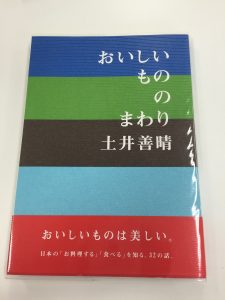 おいしい
もの
の
まわり
土井善晴
おいしいものは美しい。
日本の「お料理する」「食べる」を知る、32の話。